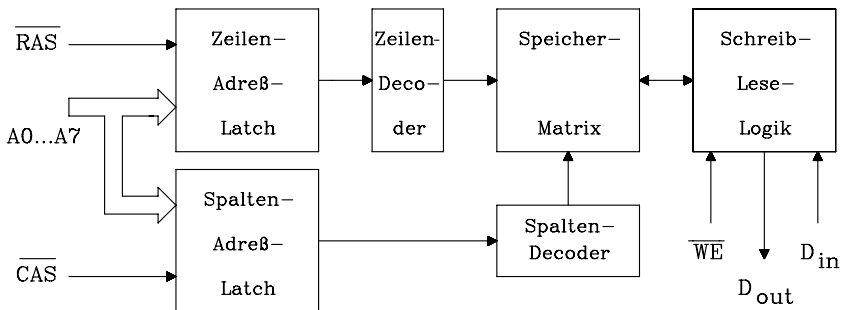 RAS
Zeilen-
Adreß-
Latch
Zeilen-
Deco-
der
Speicher-
Matrix
Schreib-
Lese-
Logik
A0...A7
Spalten-
Adreß-
Latch
CAS
Spalten-
Decoder
WE
Dout
Din